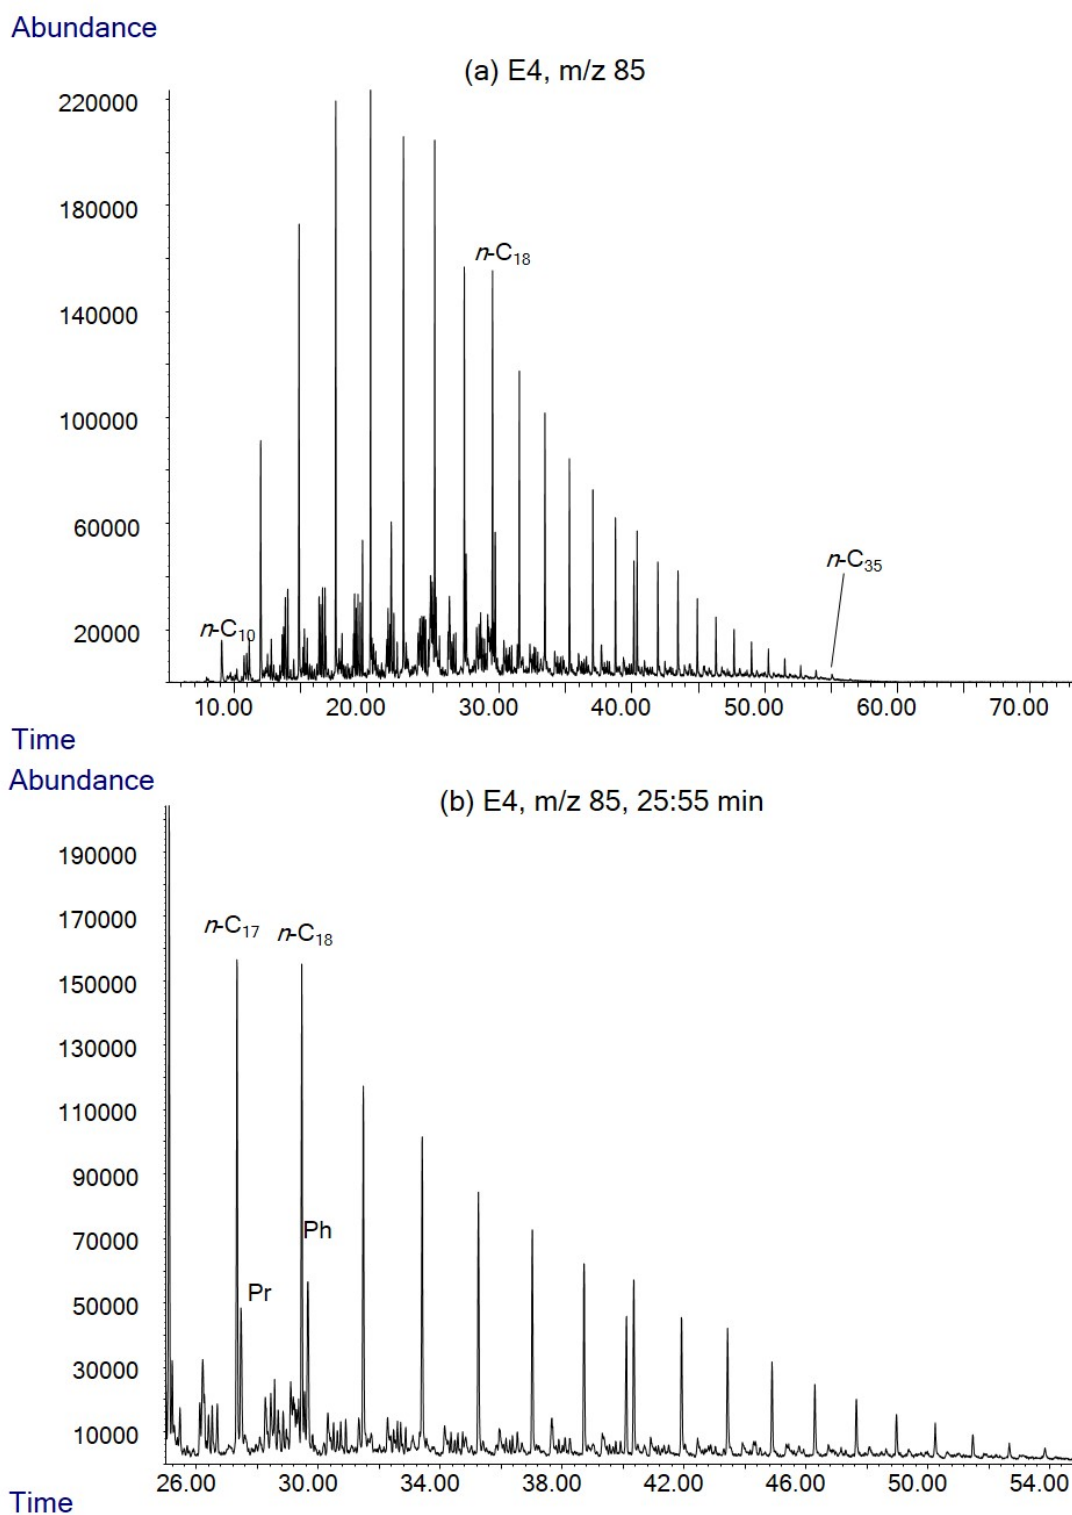 Abundance
(a) E4, m/z 85
220000
180000
n-C18
140000
100000
60000
n-C35
n-C10
20000
10.00 20.00 30.00 40.00 50.00 60.00 70.00
Time
Abundance
(b) E4, m/z 85, 25:55 min
190000
n-C17 n-C18
170000
150000
130000
110000
90000
Ph
70000
Pr
50000
30000
10000
26.00 30.00 34.00 38.00 42.00 46.00 50.00 54.00
Time